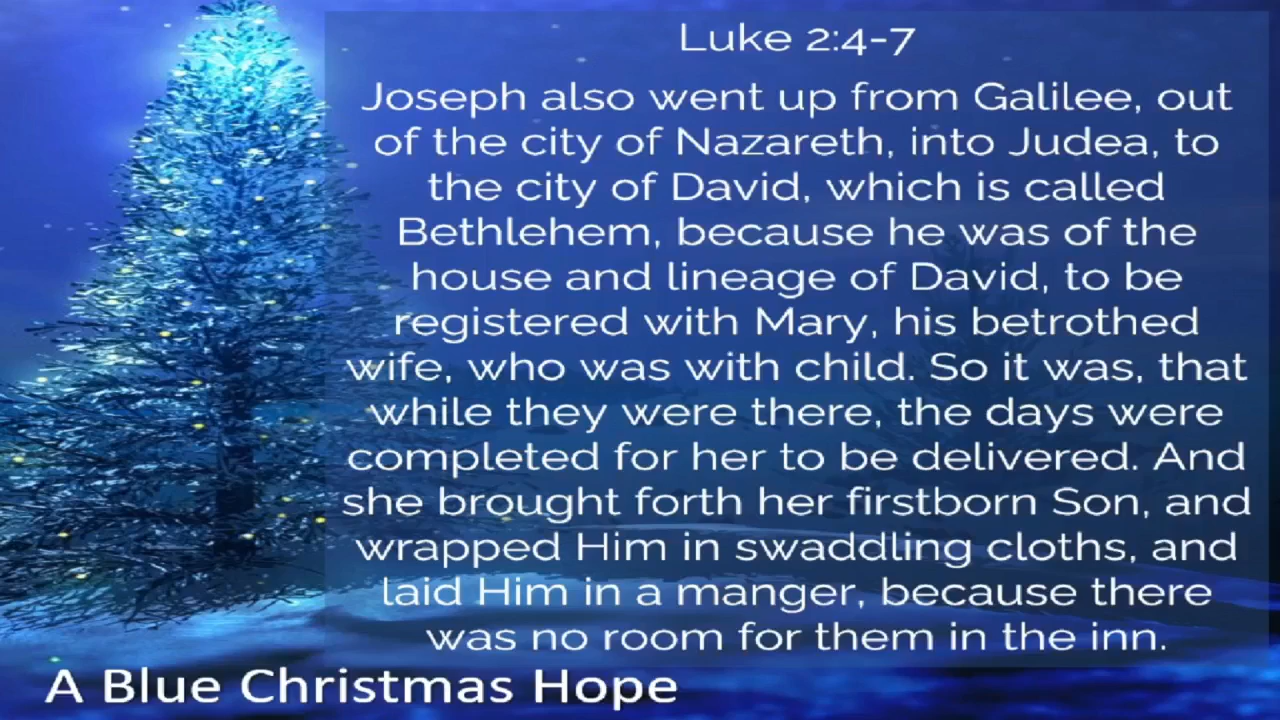 Luke 2:4-7
Joseph also went up from Galilee, out
of the city of Nazareth, into Judea, to
the city of David, which is called
Bethlehem, because he was of the
house and lineage of David, to be
registered with Mary, his betrothed
wife, who was with child. So it was, that
while they were there, the days were
completed for her to be delivered. And
she brought forth her firstborn Son, and
wrapped Him in swaddling cloths, and
laid Him in a manger, because there
was no room for them in the inn.
A Blue Christmas Hope